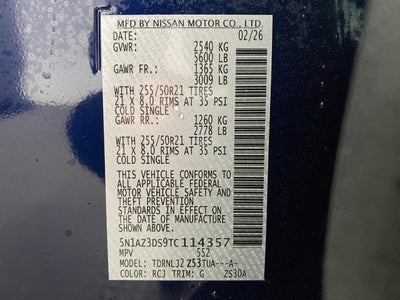 MFD BY NISSAN MOTOR CO., LTD.
DATE: 02/26
GVWR: 2540 KG
5600 LB
GAWR FR.: 1365 KG
3009 LB
WITH 255/50R21 TIRES
21 X 8.0 RIMS AT 35 PSI
COLD SINGLE
GAWR RR.: 1260 KG
2778 LB
WITH 255/50R21 TIRES
21 X 8.0 RIMS AT 35 PSI
COLD SINGLE
THIS VEHICLE CONFORMS TO
ALL APPLICABLE FEDERAL
MOTOR VEHICLE SAFETY AND
THEFT PREVENTION
STANDARDS IN EFFECT ON
THE DATE OF MANUFACTURE
SHOWN ABOVE
5N1AZ3DS9TC114357
MPV 552
MODEL: TDRNLJ2 Z53TUA---A-
COLOR: RCJ TRIM: G ZS3DA